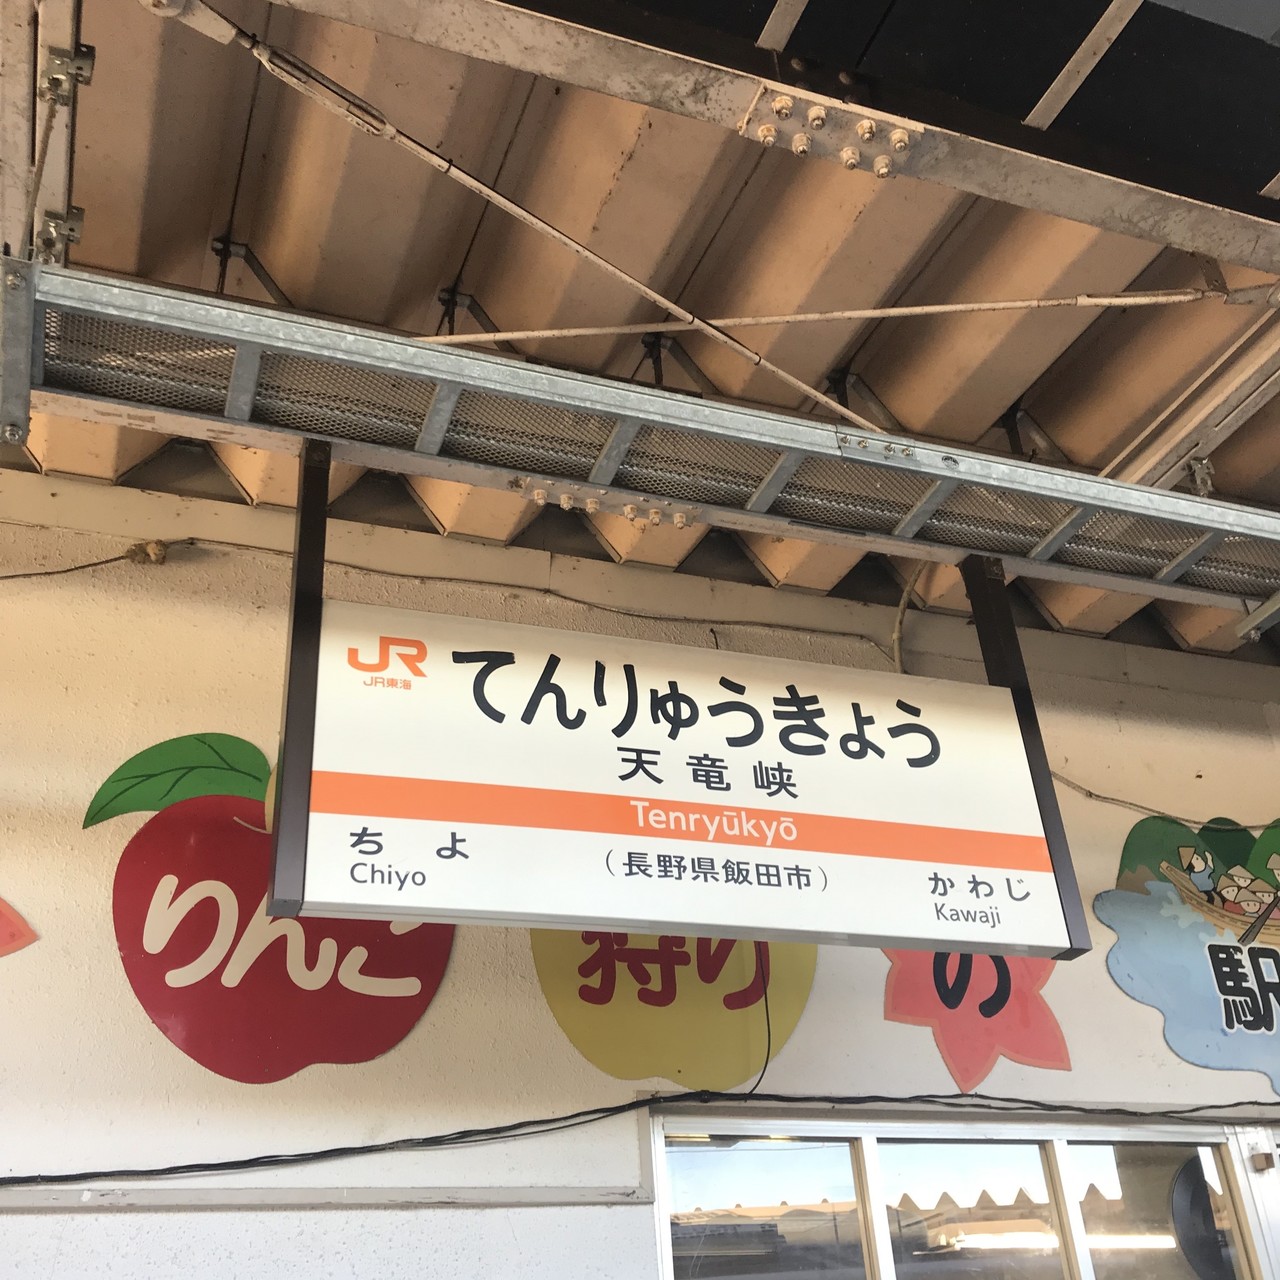 JR
JR東海
てんりゅうきょう
天竜峡
Tenryūkyō
ちよ
Chiyo
(長野県飯田市)
かわじ
Kawaji
りんご
狩り
の
駅